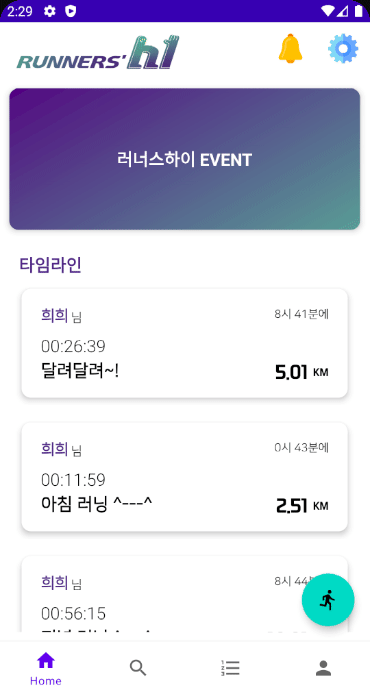 2:29
RUNNERS' hi
러너스하이 EVENT
타임라인
희희 님
8시 41분에
00:26:39
달려달려~!
5.01 KM
희희 님
0시 43분에
00:11:59
아침 러닝 ^---^
2.51 KM
희희 님
8시 44
00:56:15
Home